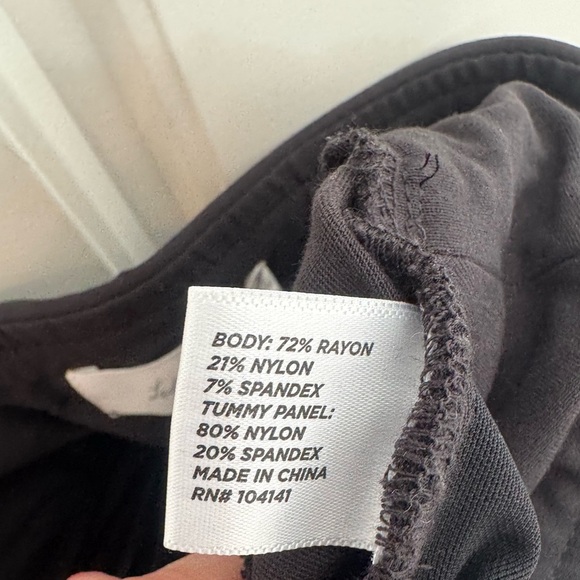 BODY: 72% RAYON
21% NYLON
7% SPANDEX
TUMMY PANEL:
80% NYLON
20% SPANDEX
MADE IN CHINA
RN# 104141